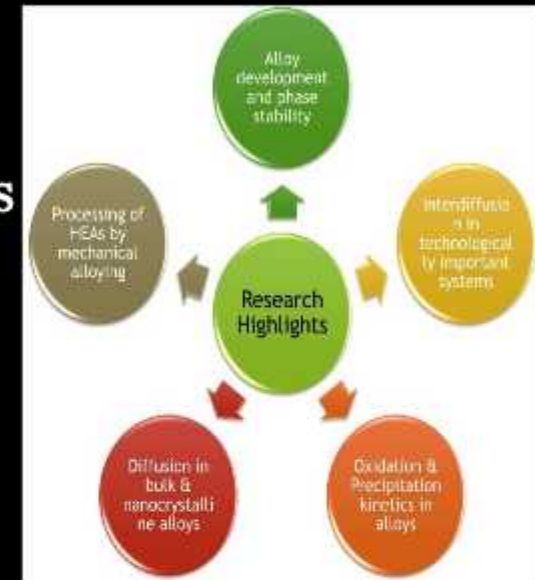 s
Alloy
development
and phase
stability
Processing of
HEAs by
mechanical
alloying
Interdiffusio
n in
technological
ly important
systems
Research
Highlights
Diffusion in
bulk &
nanocrystalli
ne alloys
Oxidation &
Precipitation
kinetics in
alloys